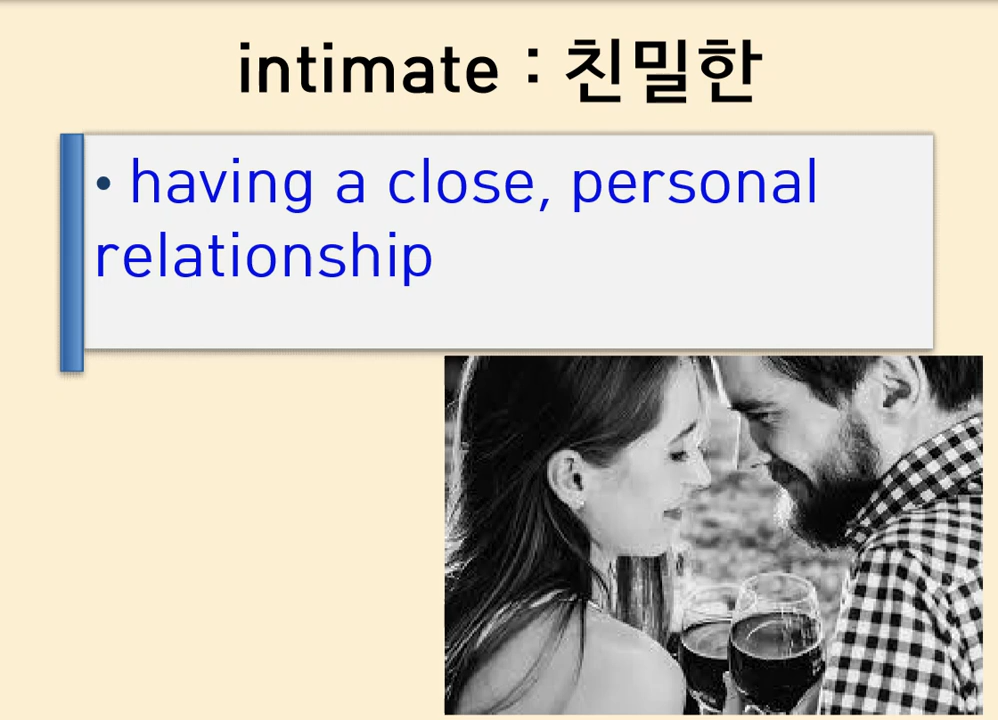 intimate : 친밀한
• having a close, personal
relationship